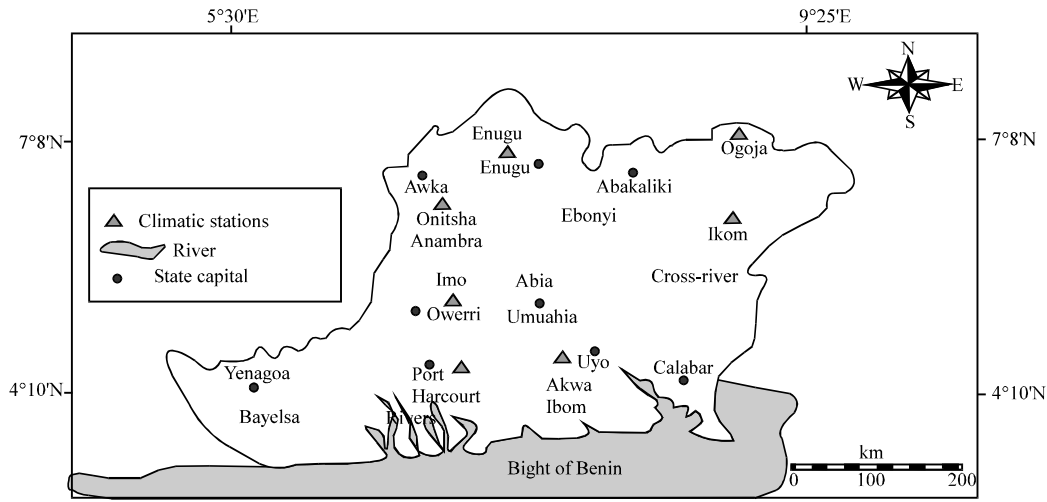 5°30'E
9°25'E
N
W
E
S
7°8'N
7°8'N
Enugu
Enugu
Ogoja
Awka
Abakaliki
Onitsha
Anambra
Ebonyi
Ikom
Climatic stations
River
State capital
Imo
Owerri
Abia
Umuahia
Cross-river
Yenagoa
Bayelsa
Port
Harcourt
Rivers
Uyo
Akwa
Ibom
Calabar
4°10'N
4°10'N
Bight of Benin
km
0 100 200